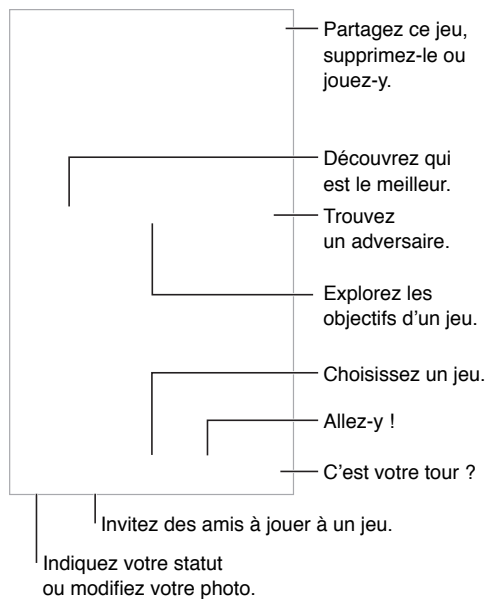 Partagez ce jeu,
supprimez-le ou
jouez-y.
Découvrez qui
est le meilleur.
Trouvez
un adversaire.
Explorez les
objectifs d’un jeu.
Choisissez un jeu.
Allez-y !
C’est votre tour ?
Invitez des amis à jouer à un jeu.
Indiquez votre statut
ou modifiez votre photo.